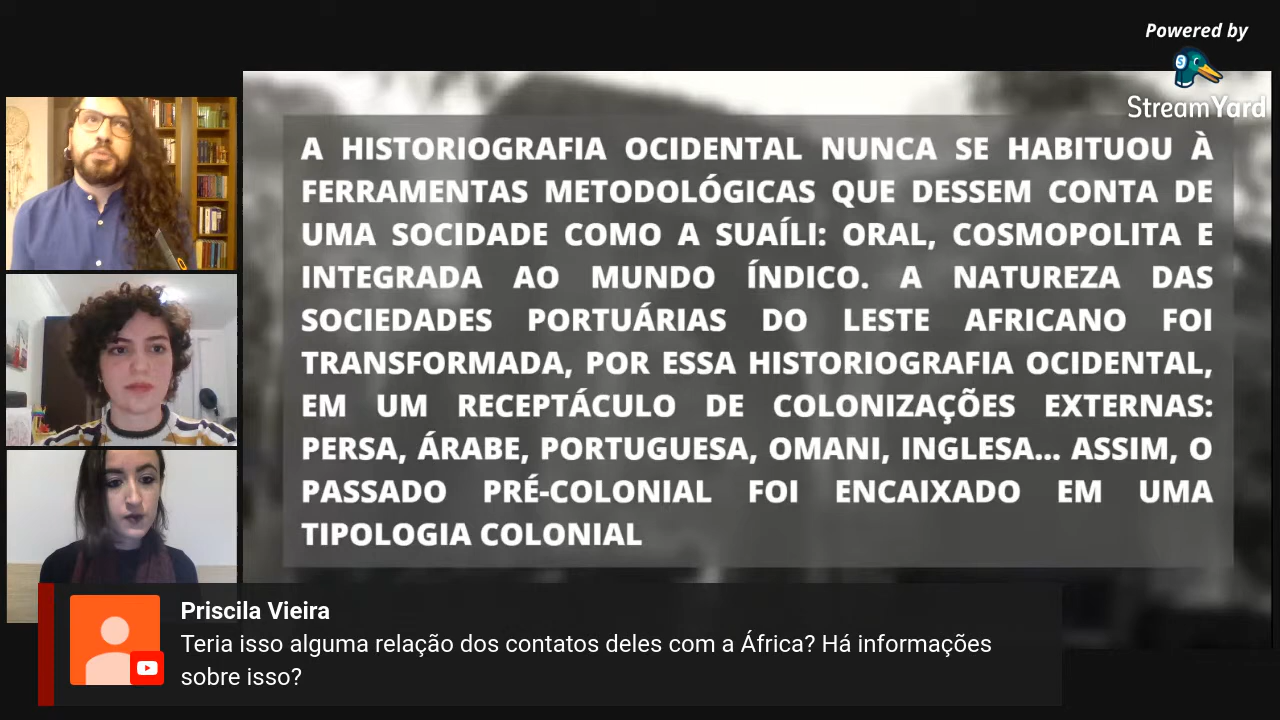 Powered by
StreamYard
A HISTORIOGRAFIA OCIDENTAL NUNCA SE HABITUOU À
FERRAMENTAS METODOLÓGICAS QUE DESSEM CONTA DE
UMA SOCIDADE COMO A SUAÍLI: ORAL, COSMOPOLITA E
INTEGRADA AO MUNDO ÍNDICO. A NATUREZA DAS
SOCIEDADES PORTUÁRIAS DO LESTE AFRICANO FOI
TRANSFORMADA, POR ESSA HISTORIOGRAFIA OCIDENTAL,
EM UM RECEPTÁCULO DE COLONIZAÇÕES EXTERNAS:
PERSA, ÁRABE, PORTUGUESA, OMANI, INGLESA... ASSIM, O
PASSADO PRÉ-COLONIAL FOI ENCAIXADO EM UMA
TIPOLOGIA COLONIAL
Priscila Vieira
Teria isso alguma relação dos contatos deles com a África? Há informações
sobre isso?